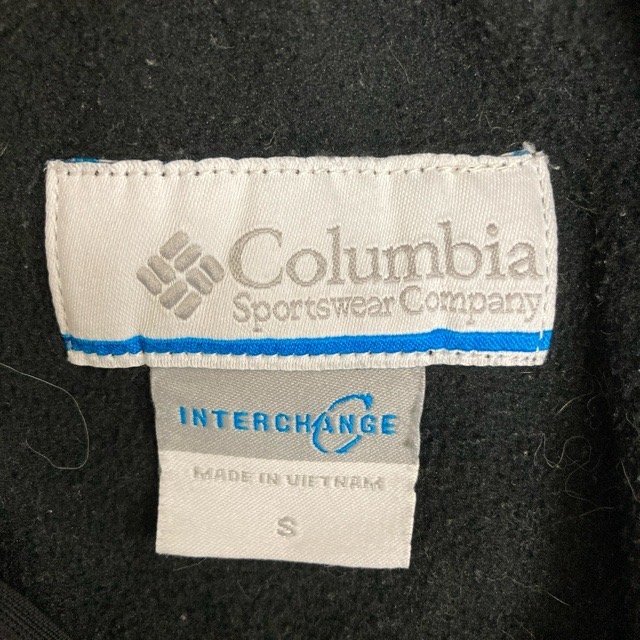 Columbia
Sportswear Company
INTERCHANGE
MADE IN VIETNAM
S